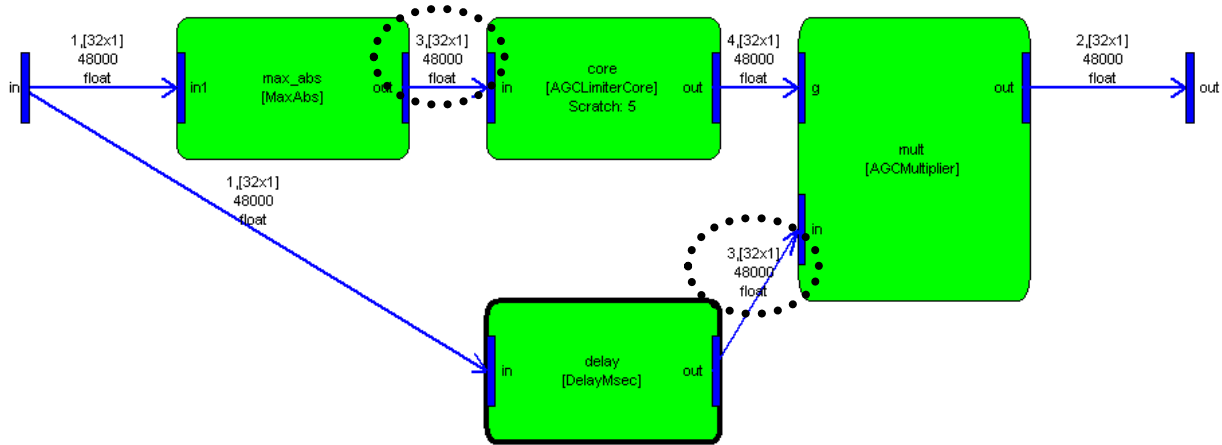 in
1,[32x1]
48000
float
in1
max_abs
[MaxAbs]
out
3,[32x1]
48000
float
in
core
[AGCLimiterCore]
Scratch: 5
out
4,[32x1]
48000
float
g
in
mult
[AGCMultiplier]
out
2,[32x1]
48000
float
out
1,[32x1]
48000
float
3,[32x1]
48000
float
in
delay
[DelayMsec]
out